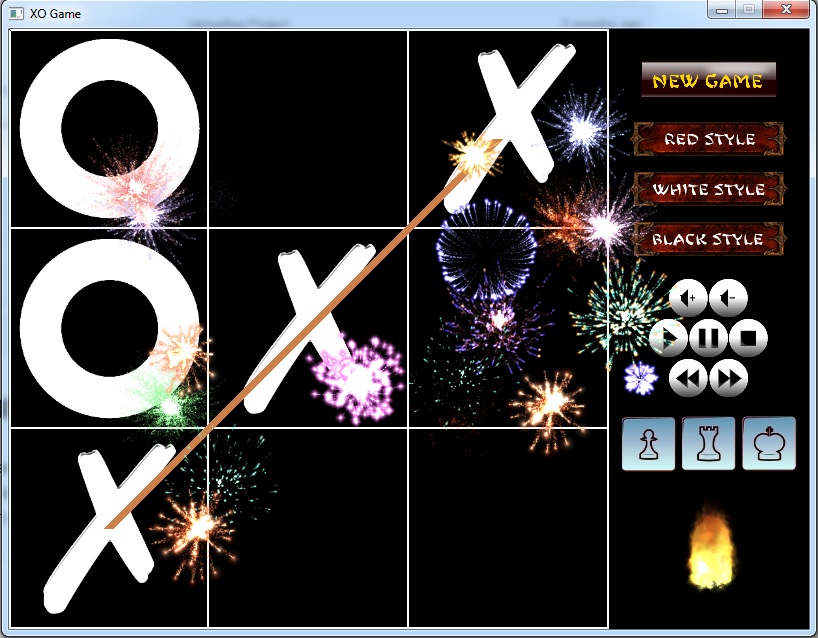 XO Game
NEW GAME
RED STYLE
WHITE STYLE
BLACK STYLE
O
X
O
X
X